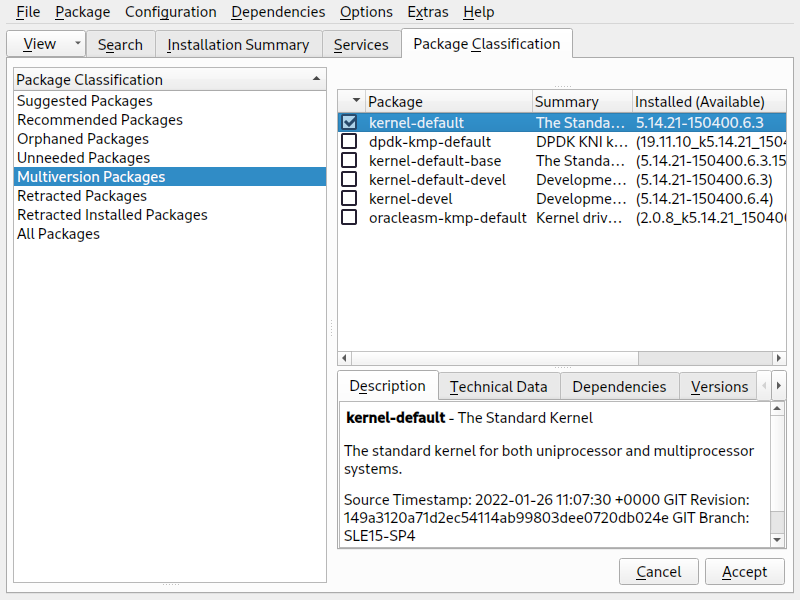 File Package Configuration Dependencies Options Extras Help
View Search Installation Summary Services Package Classification
Package Classification
Suggested Packages
Recommended Packages
Orphaned Packages
Unneeded Packages
Multiversion Packages
Retracted Packages
Retracted Installed Packages
All Packages
Package Summary Installed (Available)
kernel-default The Standa... 5.14.21-150400.6.3
dpdk-kmp-default DPDK KNI k... (19.11.10_k5.14.21_1504
kernel-default-base The Standa... (5.14.21-150400.6.3.15
kernel-default-devel Developme... (5.14.21-150400.6.3)
kernel-devel Developme... (5.14.21-150400.6.4)
oracleasm-kmp-default Kernel driv... (2.0.8_k5.14.21_150400
Description Technical Data Dependencies Versions
kernel-default - The Standard Kernel
The standard kernel for both uniprocessor and multiprocessor
systems.
Source Timestamp: 2022-01-26 11:07:30 +0000 GIT Revision:
149a3120a71d2ec54114ab99803dee0720db024e GIT Branch:
SLE15-SP4
Cancel Accept